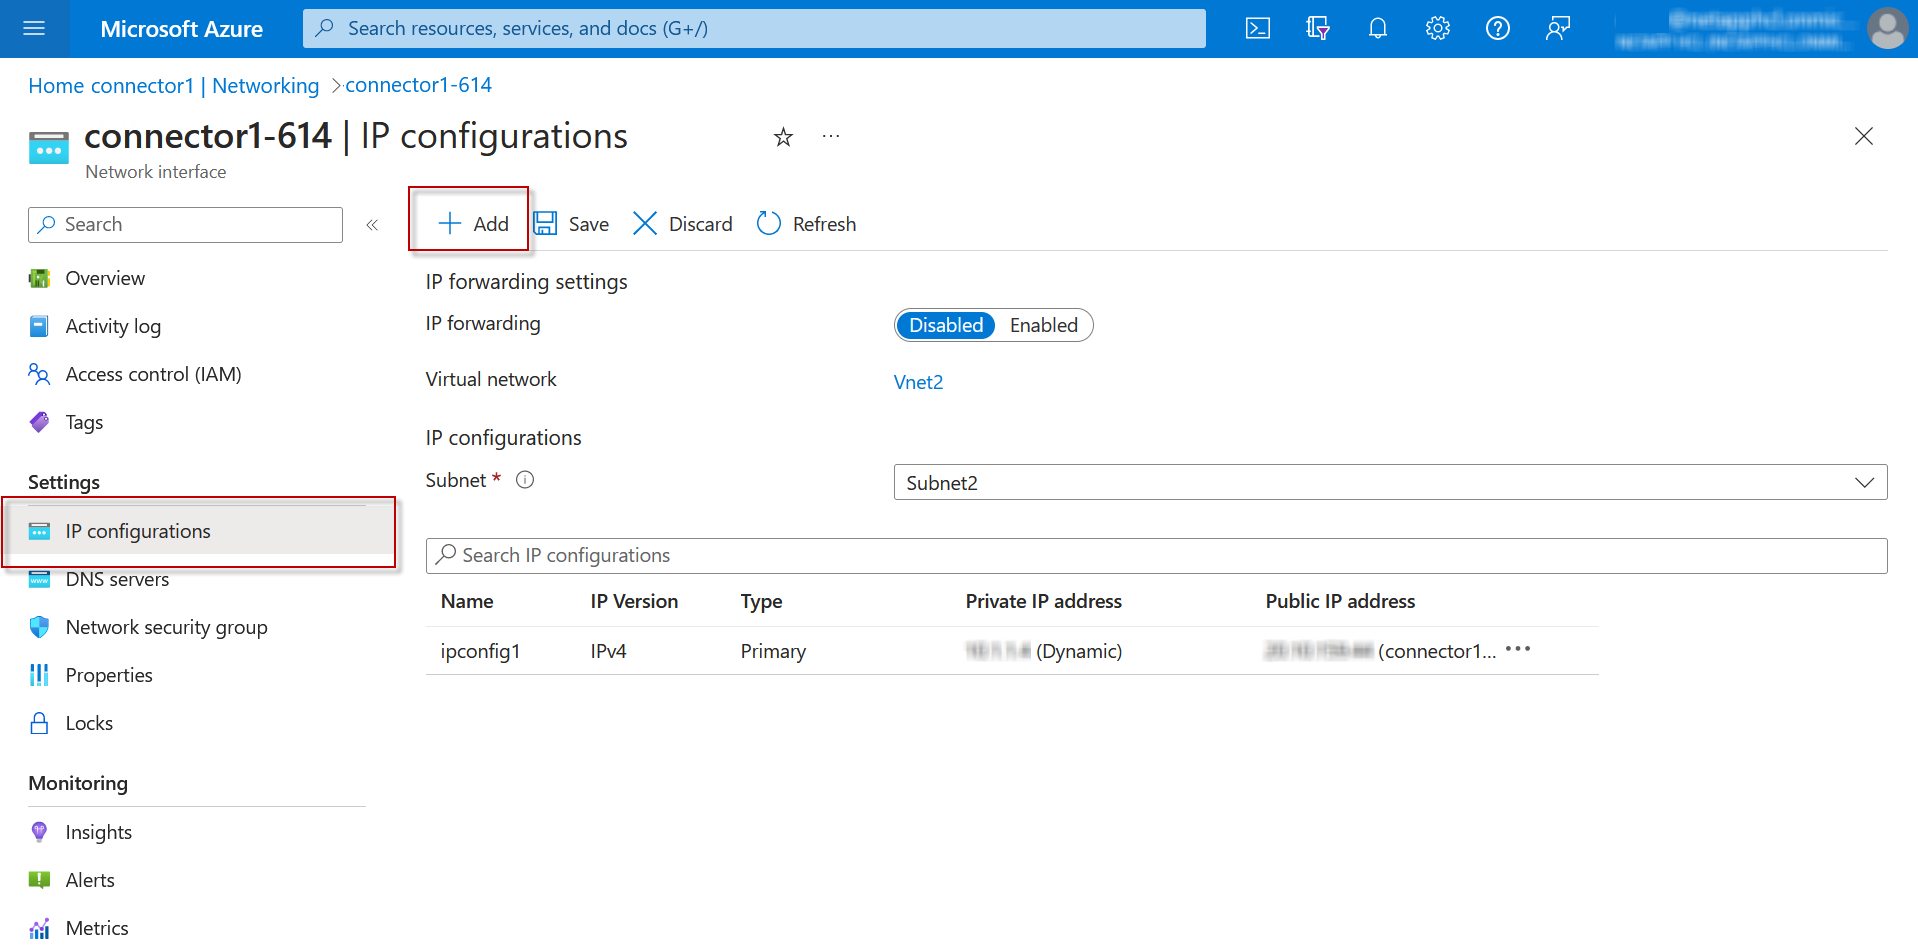 Microsoft Azure
Search resources, services, and docs (G+/)
Home connector1 | Networking > connector1-614
connector1-614 | IP configurations
Network interface
Search
«
Add
Save
Discard
Refresh
Overview
Activity log
Access control (IAM)
Tags
Settings
IP configurations
DNS servers
Network security group
Properties
Locks
Monitoring
Insights
Alerts
Metrics
IP forwarding settings
IP forwarding
Disabled Enabled
Virtual network
Vnet2
IP configurations
Subnet *
Subnet2
Search IP configurations
Name IP Version Type Private IP address Public IP address
ipconfig1 IPv4 Primary (Dynamic) (connector1...